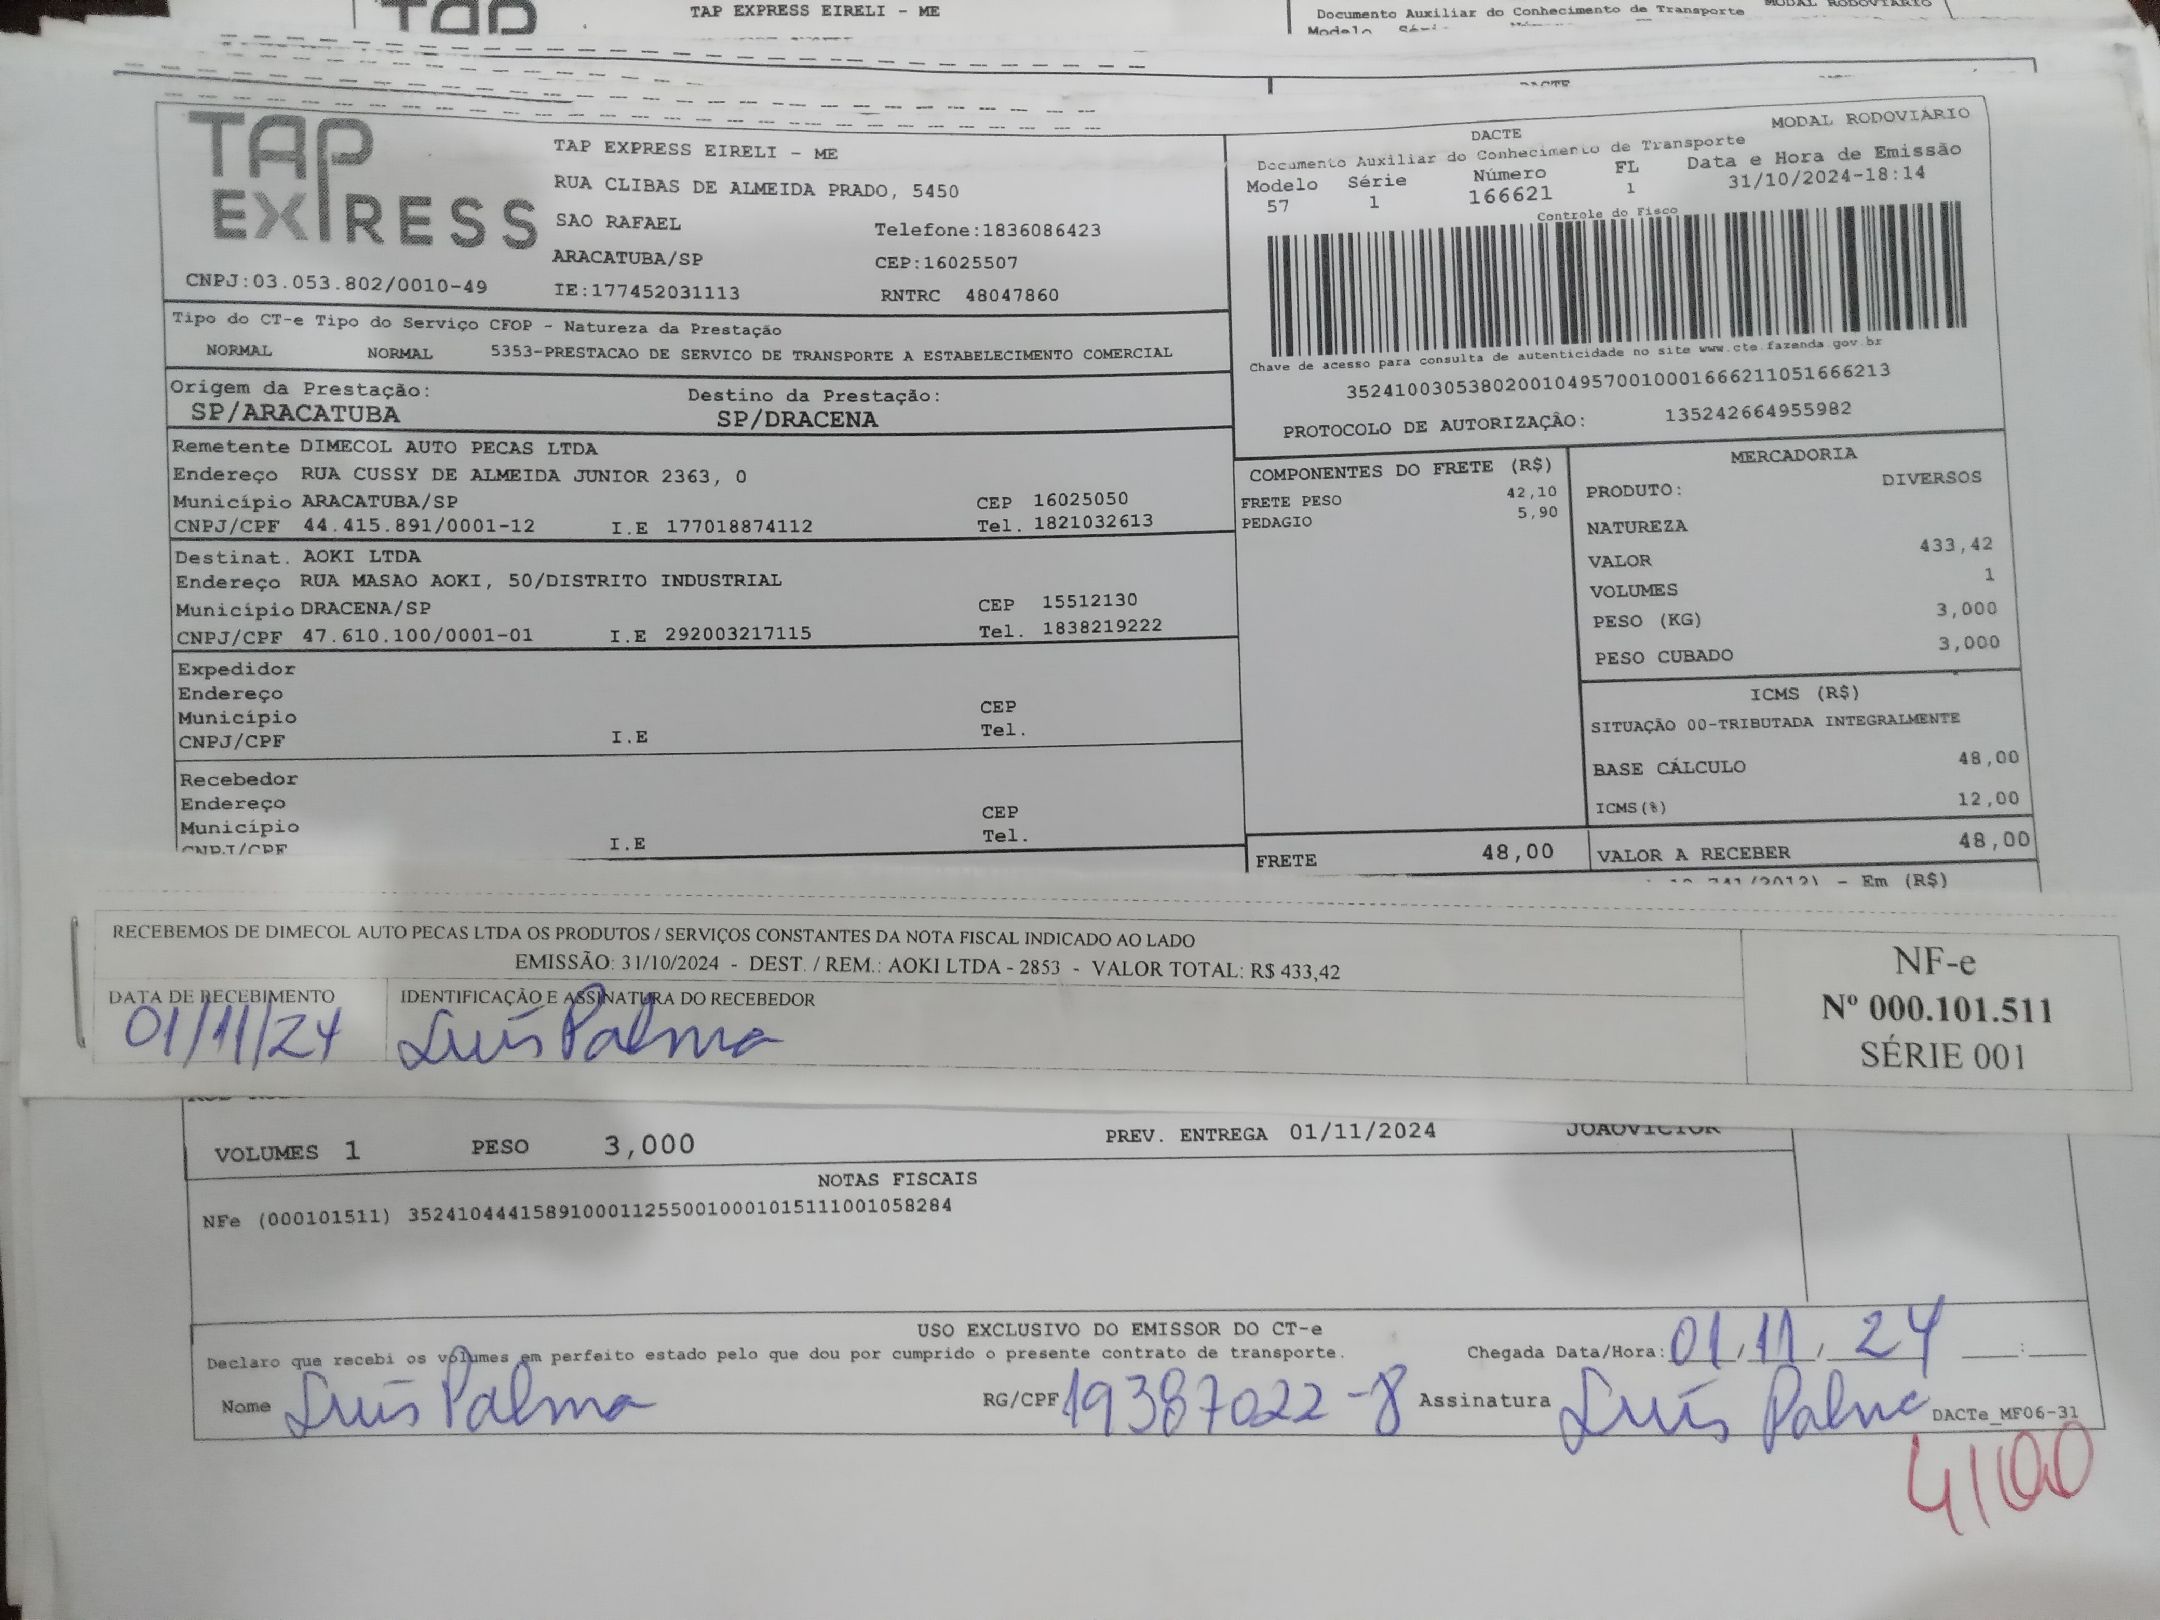 TAP EXPRESS EIRELI - ME
Documento Auxiliar do Conhecimento de Transporte
MODAL RODOVIARIO
Modelo Série
DACTE
TAP EXPRESS
TAP EXPRESS EIRELI - ME
RUA CLIBAS DE ALMEIDA PRADO, 5450
SAO RAFAEL Telefone:1836086423
ARACATUBA/SP CEP:16025507
CNPJ:03.053.802/0010-49 IE:177452031113 RNTRC 48047860
DACTE MODAL RODOVIÁRIO
Documento Auxiliar do Conhecimento de Transporte
Modelo Série Número FL Data e Hora de Emissão
57 1 166621 1 31/10/2024-18:14
Controle do Fisco
Chave de acesso para consulta de autenticidade no site www.cte.fazenda.gov.br
35241003053802001049570010001666211051666213
PROTOCOLO DE AUTORIZAÇÃO: 135242664955982
Tipo do CT-e Tipo do Serviço CFOP - Natureza da Prestação
NORMAL NORMAL 5353-PRESTACAO DE SERVICO DE TRANSPORTE A ESTABELECIMENTO COMERCIAL
Origem da Prestação: Destino da Prestação:
SP/ARACATUBA SP/DRACENA
Remetente DIMECOL AUTO PECAS LTDA
Endereço RUA CUSSY DE ALMEIDA JUNIOR 2363, 0
Município ARACATUBA/SP CEP 16025050
CNPJ/CPF 44.415.891/0001-12 I.E 177018874112 Tel. 1821032613
Destinat. AOKI LTDA
Endereço RUA MASAO AOKI, 50/DISTRITO INDUSTRIAL
Município DRACENA/SP CEP 15512130
CNPJ/CPF 47.610.100/0001-01 I.E 292003217115 Tel. 1838219222
Expedidor
Endereço
Município CEP
CNPJ/CPF I.E Tel.
Recebedor
Endereço
Município CEP
CNPJ/CPF I.E Tel.
COMPONENTES DO FRETE (R$)
FRETE PESO 42,10
PEDAGIO 5,90
FRETE 48,00
MERCADORIA
PRODUTO: DIVERSOS
NATUREZA
VALOR 433,42
VOLUMES 1
PESO (KG) 3,000
PESO CUBADO 3,000
ICMS (R$)
SITUAÇÃO 00-TRIBUTADA INTEGRALMENTE
BASE CÁLCULO 48,00
ICMS(%) 12,00
VALOR A RECEBER 48,00
741/2012) - Em (R$)
RECEBEMOS DE DIMECOL AUTO PECAS LTDA OS PRODUTOS / SERVIÇOS CONSTANTES DA NOTA FISCAL INDICADO AO LADO
EMISSÃO: 31/10/2024 - DEST. / REM.: AOKI LTDA - 2853 - VALOR TOTAL: R$ 433,42
DATA DE RECEBIMENTO IDENTIFICAÇÃO E ASSINATURA DO RECEBEDOR
01/11/24 Luís Palma
NF-e
Nº 000.101.511
SÉRIE 001
VOLUMES 1 PESO 3,000 PREV. ENTREGA 01/11/2024 JOAOVICTOR
NOTAS FISCAIS
NFe (000101511) 35241044415891000112550010001015111001058284
USO EXCLUSIVO DO EMISSOR DO CT-e
Declaro que recebi os volumes em perfeito estado pelo que dou por cumprido o presente contrato de transporte. Chegada Data/Hora: 01/11/24 :
Nome Luís Palma RG/CPF 19387022-8 Assinatura Luís Palma DACTe_MF06-31